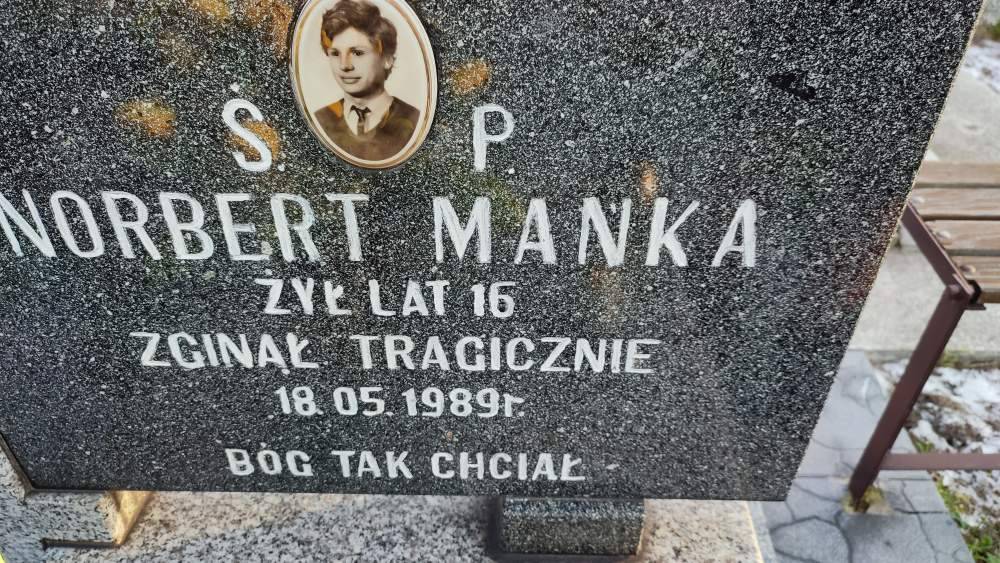 Ś P
NORBERT MAŃKA
ŻYŁ LAT 16
ZGINĄŁ TRAGICZNIE
18.05.1989r.
BÓG TAK CHCIAŁ